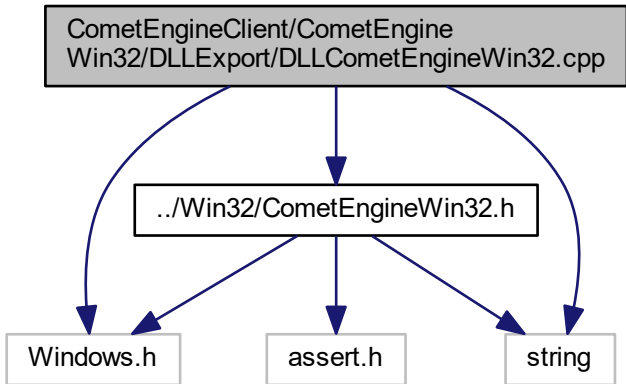 CometEngineClient/CometEngine
Win32/DLLExport/DLLCometEngineWin32.cpp
../Win32/CometEngineWin32.h
Windows.h
assert.h
string